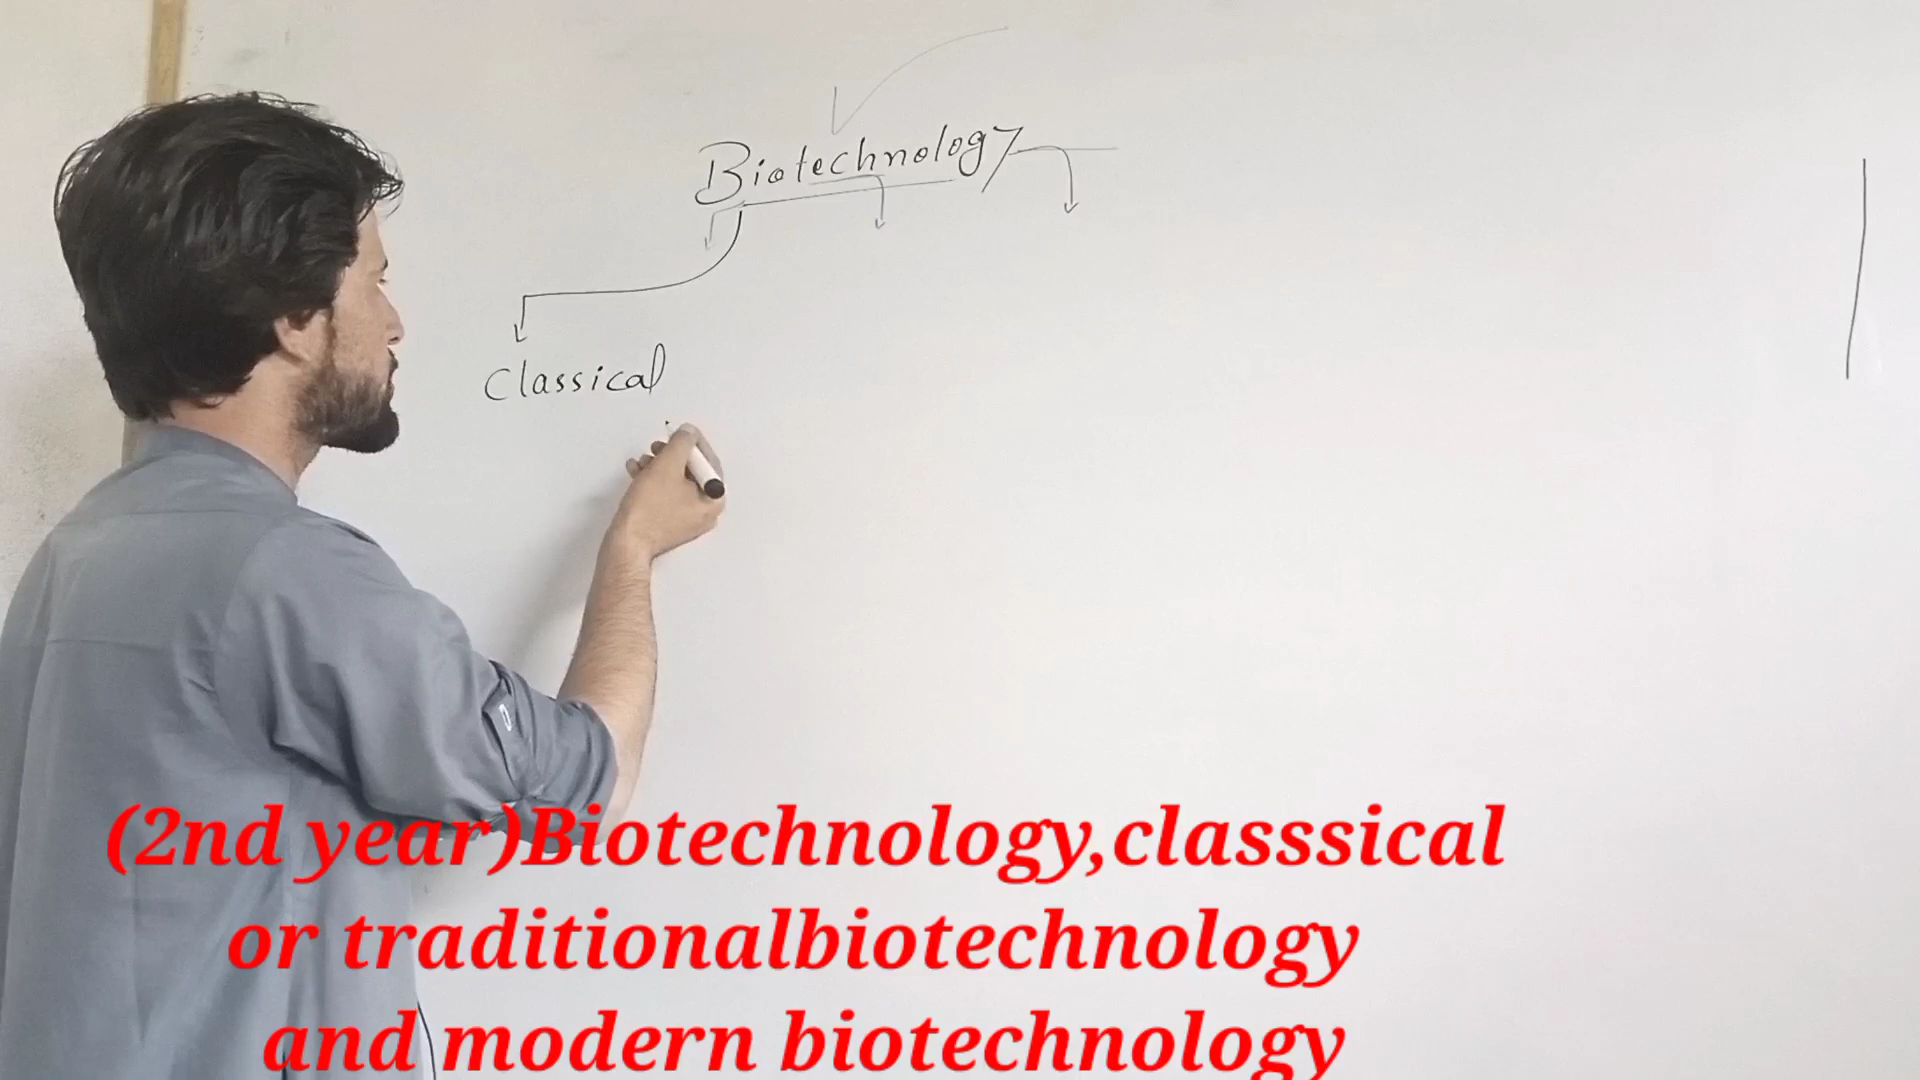 Biotechnology
Classical
(2nd year)Biotechnology,classsical
or traditionalbiotechnology
and modern biotechnology